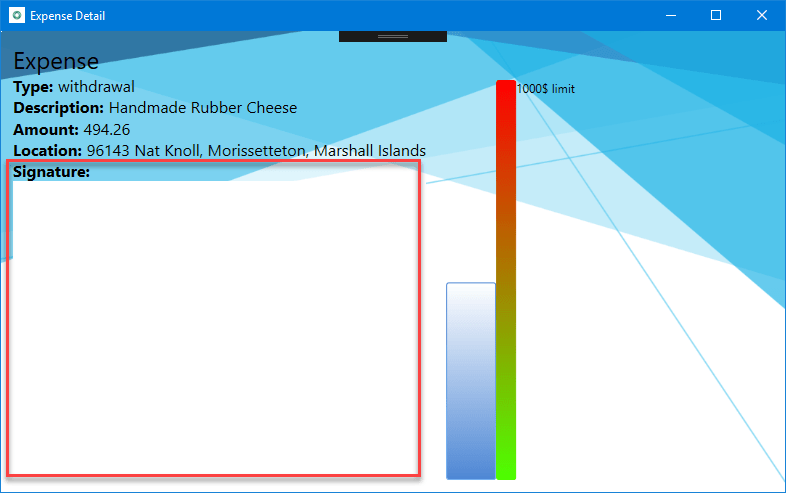 Expense Detail
Expense
Type: withdrawal
Description: Handmade Rubber Cheese
Amount: 494.26
Location: 96143 Nat Knoll, Morissetteton, Marshall Islands
Signature:
1000$ limit